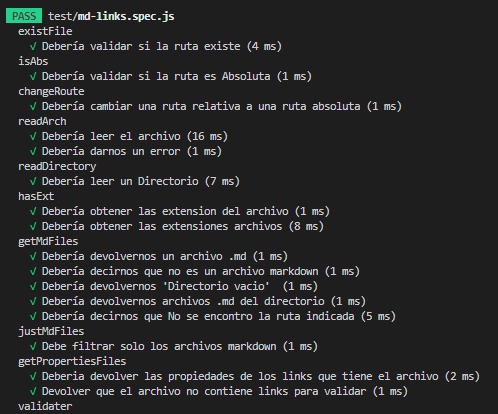 PASS test/md-links.spec.js
existFile
√ Debería validar si la ruta existe (4 ms)
isAbs
√ Debería validar si la ruta es Absoluta (1 ms)
changeRoute
√ Debería cambiar una ruta relativa a una ruta absoluta (1 ms)
readArch
√ Debería leer el archivo (16 ms)
√ Debería darnos un error (1 ms)
readDirectory
√ Debería leer un Directorio (7 ms)
hasExt
√ Debería obtener las extension del archivo (1 ms)
√ Debería obtener las extensiones archivos (8 ms)
getMdFiles
√ Debería devolvernos un archivo .md (1 ms)
√ Debería decirnos que no es un archivo markdown (1 ms)
√ Debería devolvernos 'Directorio vacio'  (1 ms)
√ Debería devolvernos archivos .md del directorio (1 ms)
√ Debería decirnos que No se encontro la ruta indicada (5 ms)
justMdFiles
√ Debe filtrar solo los archivos markdown (1 ms)
getPropertiesFiles
√ Deberia devolver las propiedades de los links que tiene el archivo (2 ms)
√ Devolver que el archivo no contiene links para validar (1 ms)
validater